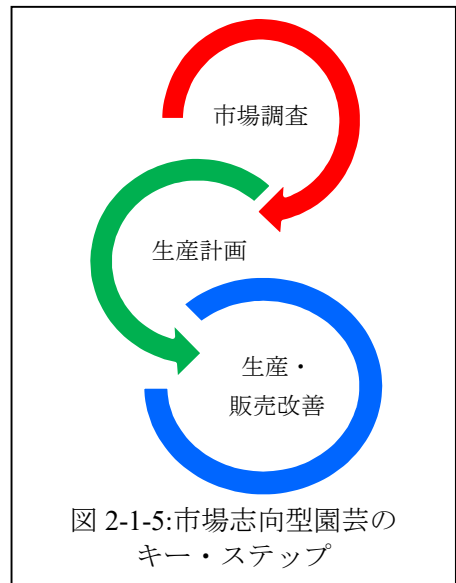 市場調査
生産計画
生産・
販売改善
図 2-1-5:市場志向型園芸の
キー・ステップ